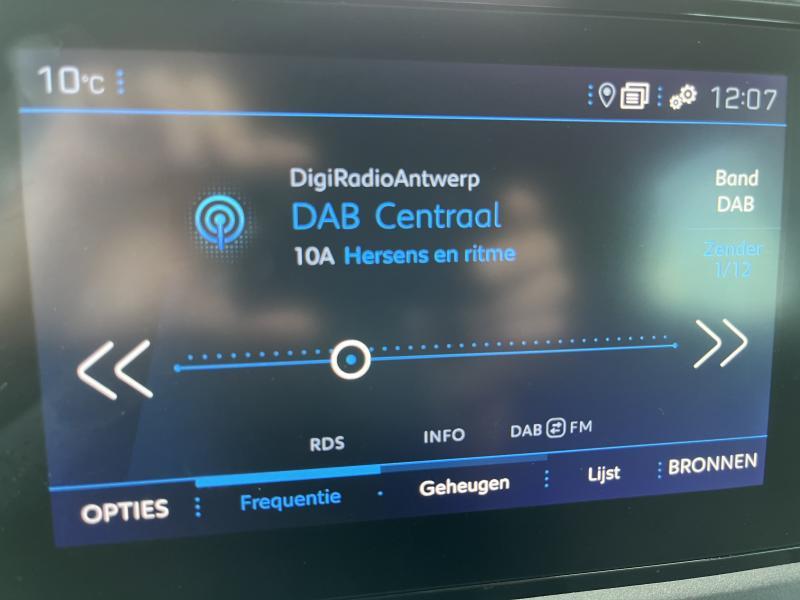 10°C
12:07
DigiRadioAntwerp
DAB Centraal
10A Hersens en ritme
Band
DAB
Zender
1/12
RDS
INFO
DAB FM
OPTIES
Frequentie
Geheugen
Lijst
BRONNEN